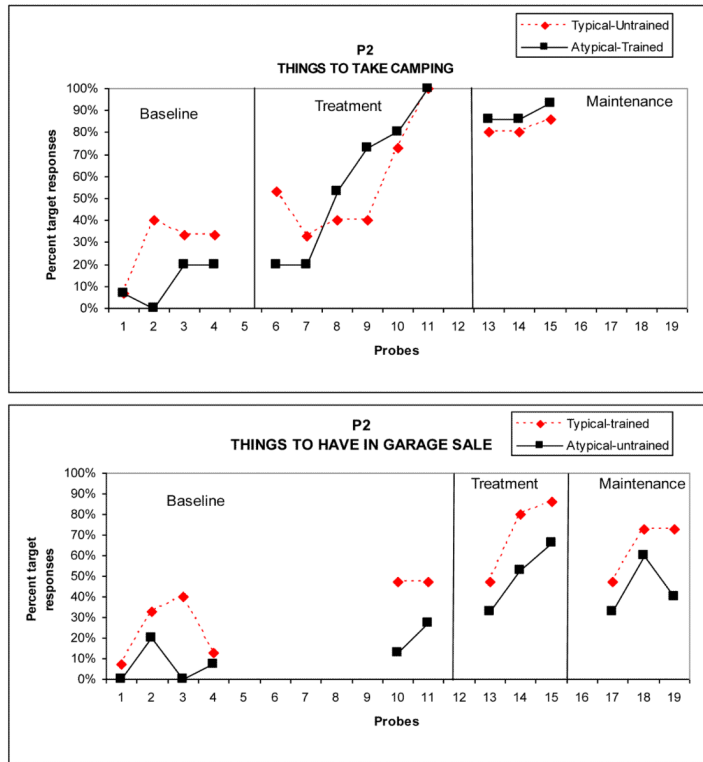 P2
THINGS TO TAKE CAMPING
Typical-Untrained
Atypical-Trained
100%
90%
80%
70%
60%
50%
40%
30%
20%
10%
0%
Percent target responses
Baseline
Treatment
Maintenance
1 2 3 4 5 6 7 8 9 10 11 12 13 14 15 16 17 18 19
Probes
P2
THINGS TO HAVE IN GARAGE SALE
Typical-trained
Atypical-untrained
100%
90%
80%
70%
60%
50%
40%
30%
20%
10%
0%
Percent target
responses
Baseline
Treatment
Maintenance
1 2 3 4 5 6 7 8 9 10 11 12 13 14 15 16 17 18 19
Probes